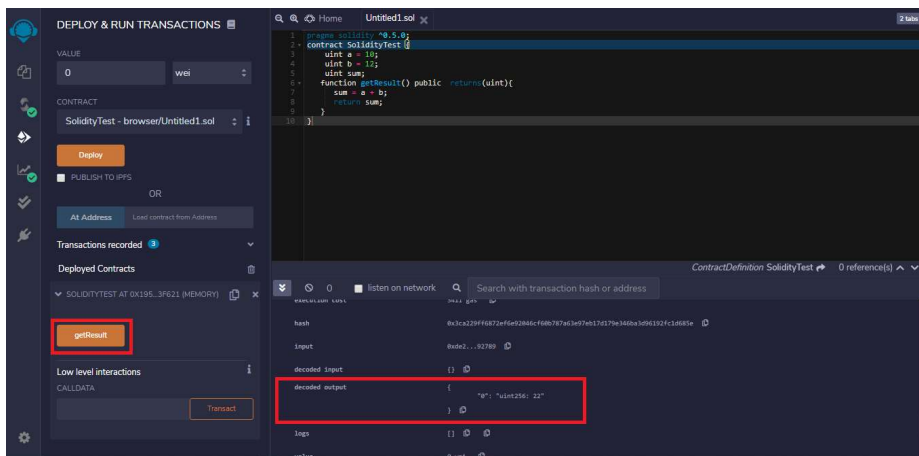 DEPLOY & RUN TRANSACTIONS
VALUE
0
wei
CONTRACT
SolidityTest - browser/Untitled1.sol
i
Deploy
PUBLISH TO IPFS
OR
At Address
Load contract from Address
Transactions recorded 3
Deployed Contracts
SOLIDITYTEST AT 0X195...3F621 (MEMORY)
getResult
Low level interactions
i
CALLDATA
Transact
Home
Untitled1.sol
2 tabs
1 pragma solidity ^0.5.0;
2 contract SolidityTest {
3 uint a = 10;
4 uint b = 12;
5 uint sum;
6 function getResult() public returns(uint){
7 sum = a + b;
8 return sum;
9 }
10 }
ContractDefinition SolidityTest 0 reference(s)
0
listen on network
Search with transaction hash or address
execution cost
gas
hash
input 0xde2...92789
decoded input {}
decoded output {
"0": "uint256: 22"
}
logs [] 
value